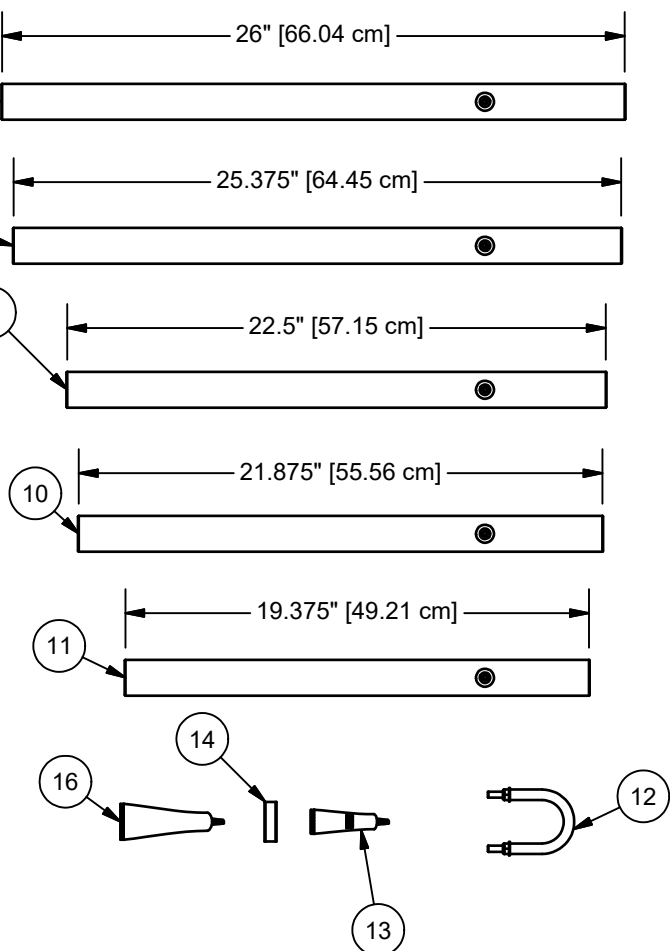 26" [66.04 cm]
25.375" [64.45 cm]
22.5" [57.15 cm]
21.875" [55.56 cm]
10
19.375" [49.21 cm]
11
14
16
12
13